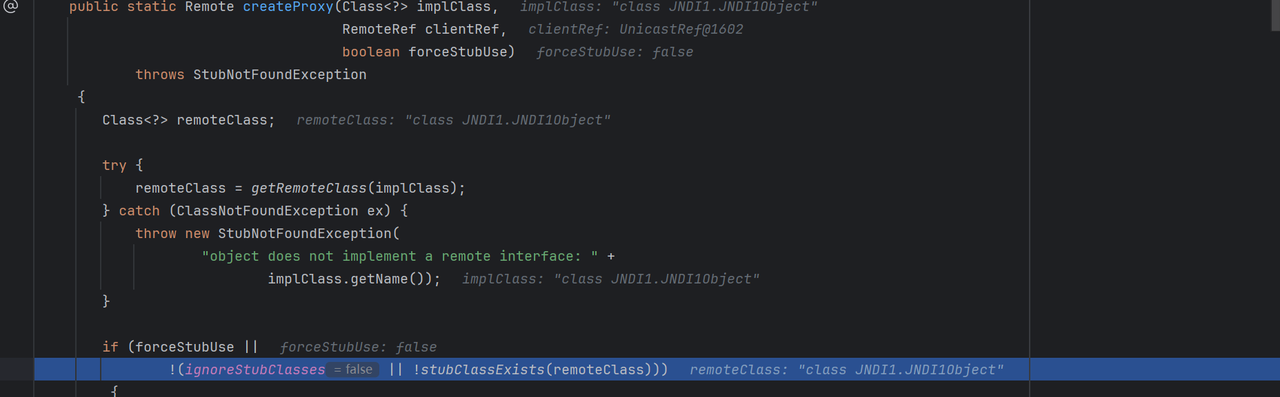 @ public static Remote createProxy(Class<?> implClass, implClass: "class JNDI1.JNDI1Object"
RemoteRef clientRef, clientRef: UnicastRef@1602
boolean forceStubUse) forceStubUse: false
throws StubNotFoundException
{
Class<?> remoteClass; remoteClass: "class JNDI1.JNDI1Object"
try {
remoteClass = getRemoteClass(implClass);
} catch (ClassNotFoundException ex) {
throw new StubNotFoundException(
"object does not implement a remote interface: " +
implClass.getName()); implClass: "class JNDI1.JNDI1Object"
}
if (forceStubUse || forceStubUse: false
!(ignoreStubClasses = false || !stubClassExists(remoteClass))) remoteClass: "class JNDI1.JNDI1Object"
{